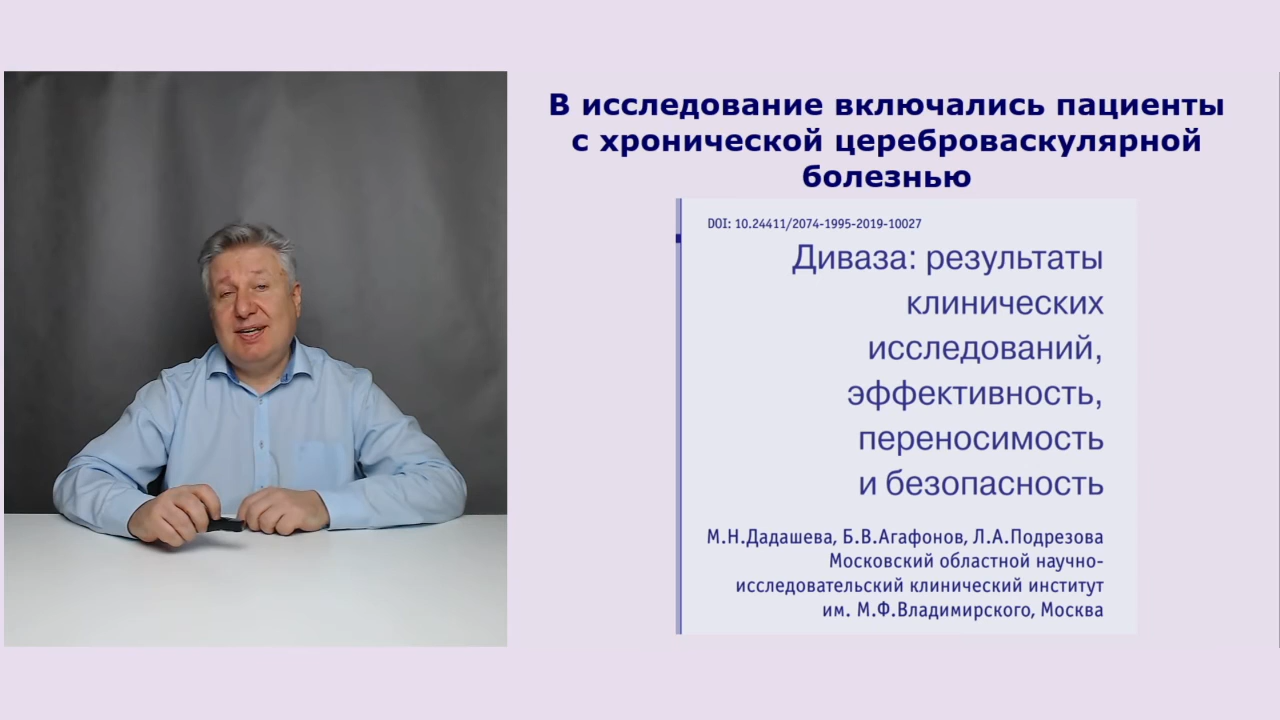 В исследование включались пациенты
с хронической цереброваскулярной
болезнью
DOI: 10.24411/2074-1995-2019-10027
Диваза: результаты
клинических
исследований,
эффективность,
переносимость
и безопасность
М.Н.Дадашева, Б.В.Агафонов, Л.А.Подрезова
Московский областной научно-
исследовательский клинический институт
им. М.Ф.Владимирского, Москва